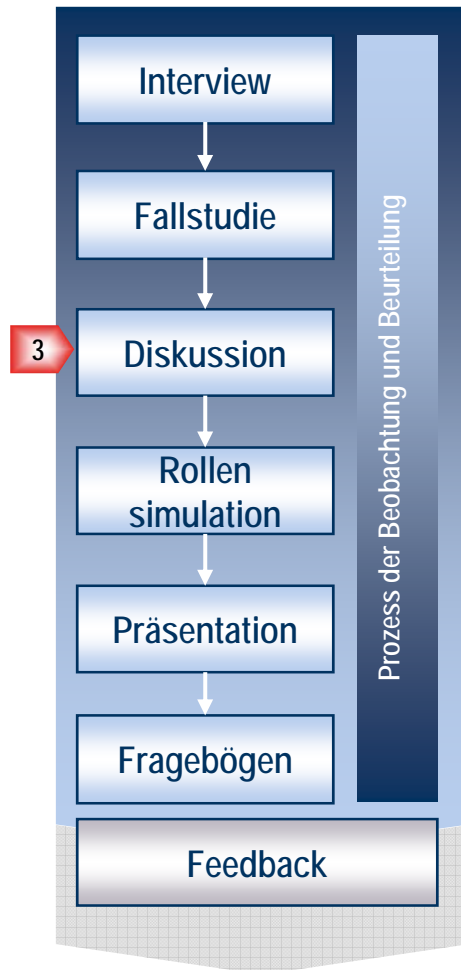 Interview
Fallstudie
3
Diskussion
Rollen
simulation
Präsentation
Fragebögen
Prozess der Beobachtung und Beurteilung
Feedback